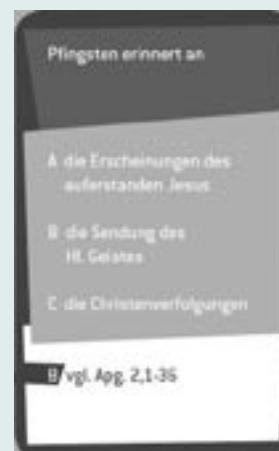 Pfingsten erinnert an
A die Erscheinungen des
auferstanden Jesus
B die Sendung des
Hl. Geistes
C die Christenverfolgungen
B vgl. Apg. 2,1-36